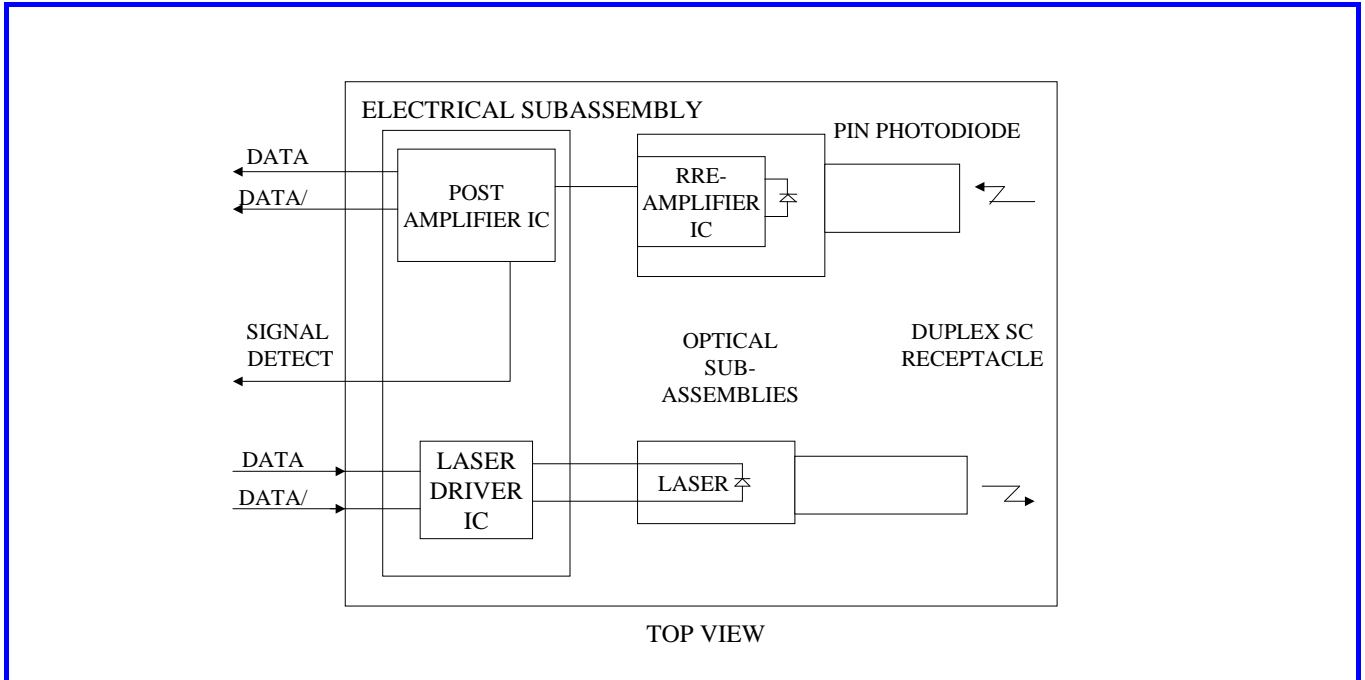 ELECTRICAL SUBASSEMBLY
PIN PHOTODIODE
DATA
DATA/
POST
AMPLIFIER IC
RRE-
AMPLIFIER
IC
SIGNAL
DETECT
OPTICAL
SUB-
ASSEMBLIES
DUPLEX SC
RECEPTACLE
DATA
DATA/
LASER
DRIVER
IC
LASER
TOP VIEW